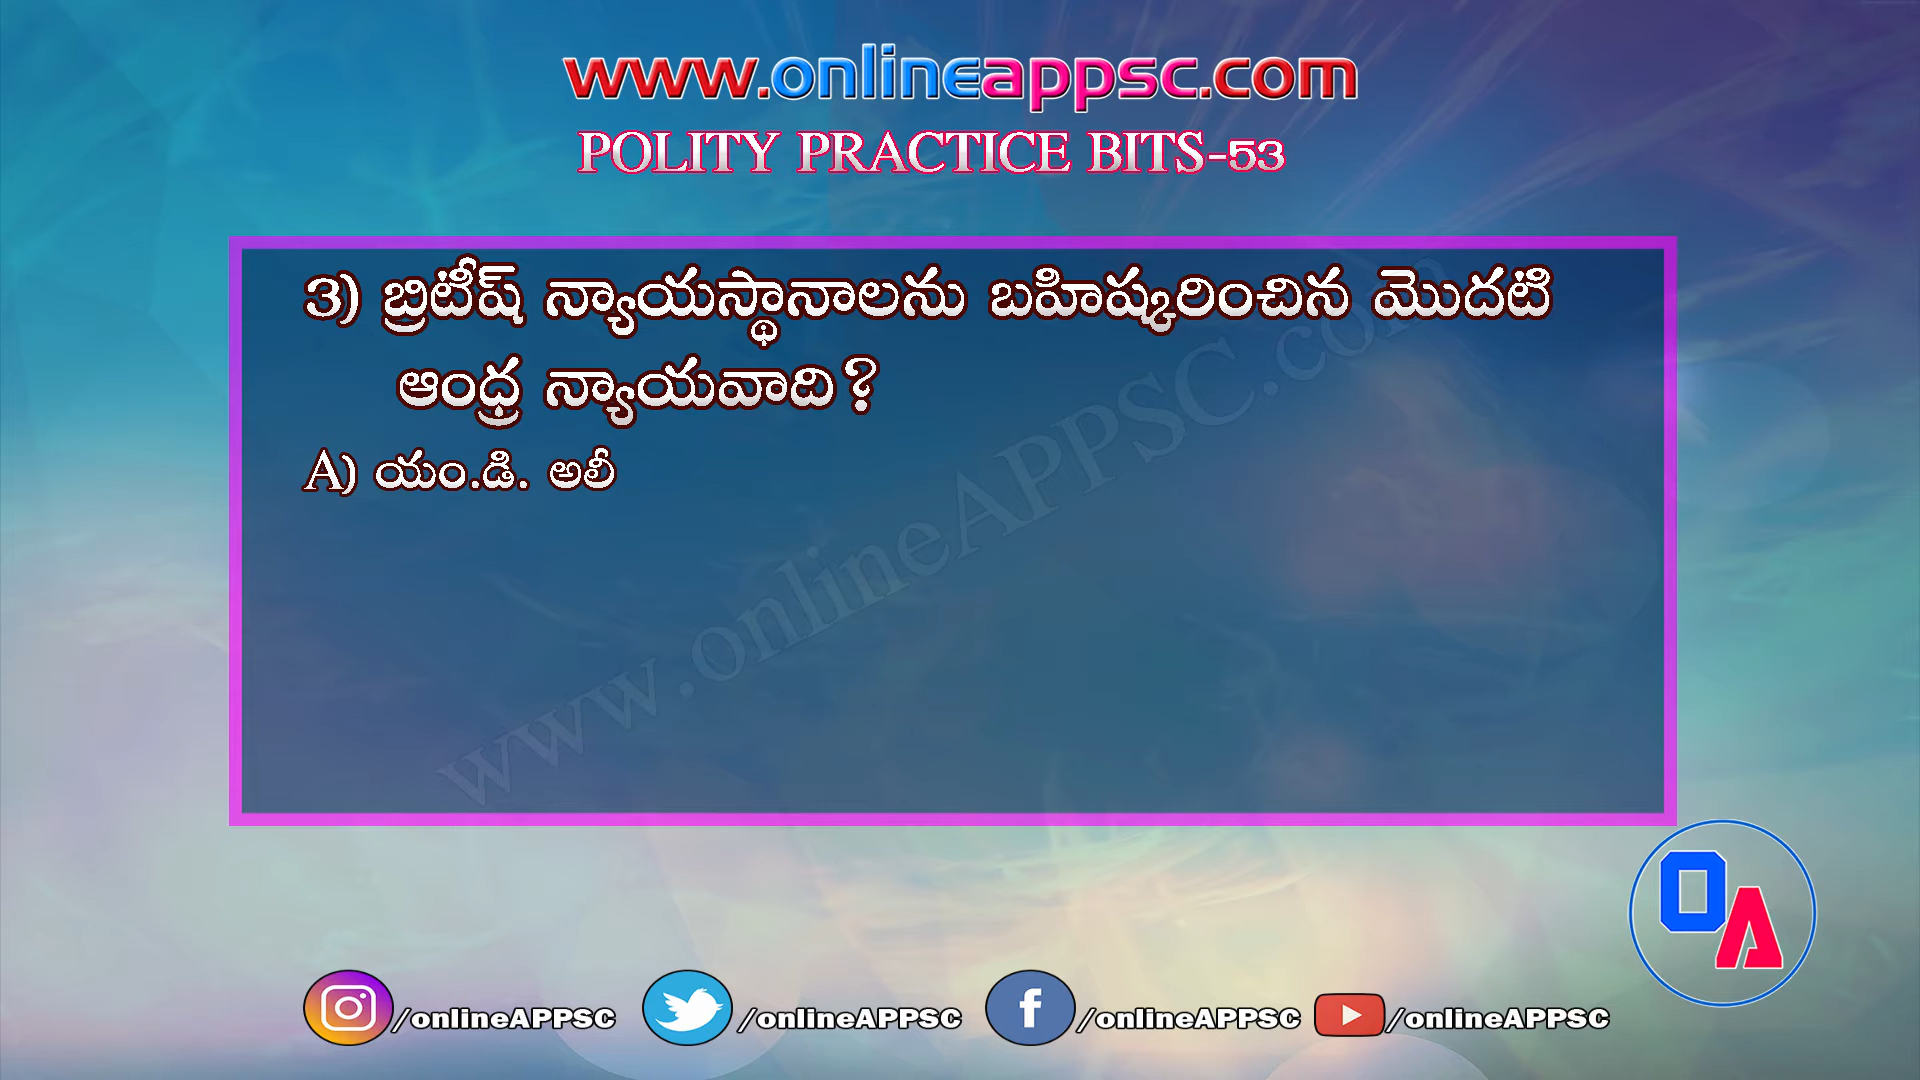 www.onlineappsc.com
POLITY PRACTICE BITS-53
3) బ్రిటీష్ న్యాయస్థానాలను బహిష్కరించిన మొదటి
ఆంధ్ర న్యాయవాది?
A) యం.డి. అలీ
www.onlineAPPSC.com
OA
/onlineAPPSC /onlineAPPSC /onlineAPPSC /onlineAPPSC